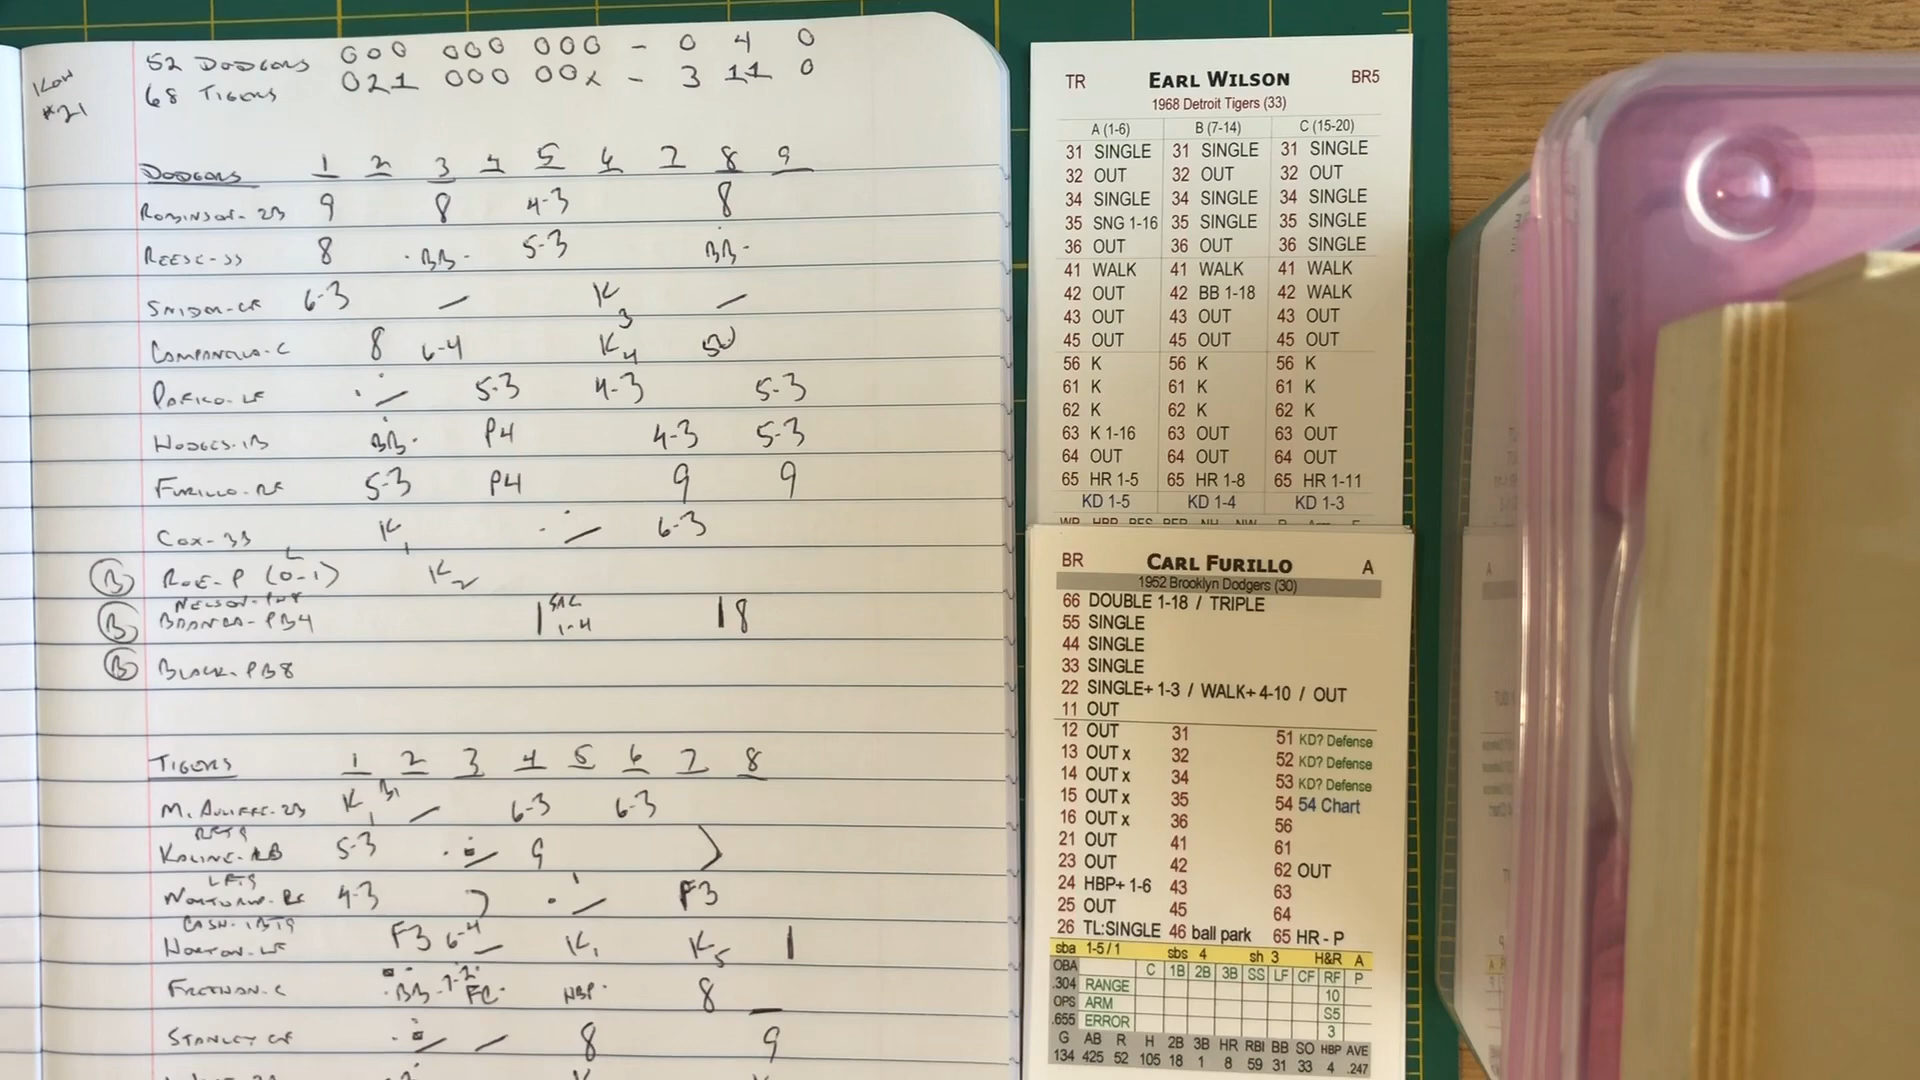 52 DODGERS 000 000 000 - 0 4 0
68 TIGERS 021 000 00x - 3 11 0
#21
DODGERS 1 2 3 4 5 6 7 8 9
ROBINSON-2B 9 8 4-3 8
REESE-SS 8 BB 5-3 BB
SNIDER-CF 6-3 — K3 —
CAMPANELLA-C 8 6-4 K4
PAFKO-LF 5-3 4-3 5-3
HODGES-1B BB P4 4-3 5-3
FURILLO-RF 5-3 P4 9 9
COX-3B K1 6-3
B ROE-P (0-1) L K2
B BRANCA-PB4 SAC 1-4 8
B BLACK-PB8
TIGERS 1 2 3 4 5 6 7 8
MCAULIFFE-2B K1 — 6-3 6-3
KALINE 5-3 9
NORTHRUP-RF 4-3 F3
CASH-1B T9
HORTON-LF F3 6-4 K K5
FREEHAN-C BB FC HBP 8
STANLEY CF 8 9
TR EARL WILSON BR5
1968 Detroit Tigers (33)
A (1-6) B (7-14) C (15-20)
31 SINGLE 31 SINGLE 31 SINGLE
32 OUT 32 OUT 32 OUT
34 SINGLE 34 SINGLE 34 SINGLE
35 SNG 1-16 35 SINGLE 35 SINGLE
36 OUT 36 OUT 36 SINGLE
41 WALK 41 WALK 41 WALK
42 OUT 42 BB 1-18 42 WALK
43 OUT 43 OUT 43 OUT
45 OUT 45 OUT 45 OUT
56 K 56 K 56 K
61 K 61 K 61 K
62 K 62 K 62 K
63 K 1-16 63 OUT 63 OUT
64 OUT 64 OUT 64 OUT
65 HR 1-5 65 HR 1-8 65 HR 1-11
KD 1-5 KD 1-4 KD 1-3
BR CARL FURILLO A
1952 Brooklyn Dodgers (30)
66 DOUBLE 1-18 / TRIPLE
55 SINGLE
44 SINGLE
33 SINGLE
22 SINGLE+ 1-3 / WALK+ 4-10 / OUT
11 OUT
12 OUT 31 51 KD? Defense
13 OUT x 32 52 KD? Defense
14 OUT x 34 53 KD? Defense
15 OUT x 35 54 54 Chart
16 OUT x 36 56
21 OUT 41 61
23 OUT 42 62 OUT
24 HBP+ 1-6 43 63
25 OUT 45 64
26 TL:SINGLE 46 ball park 65 HR - P
sba 1-5 / 1 sbs 4 sh 3 H&R A
OBA C 1B 2B 3B SS LF CF RF P
.304 RANGE 10
OPS ARM S5
.655 ERROR 3
G AB R H 2B 3B HR RBI BB SO HBP AVE
134 425 52 105 18 1 8 59 31 33 4 .247